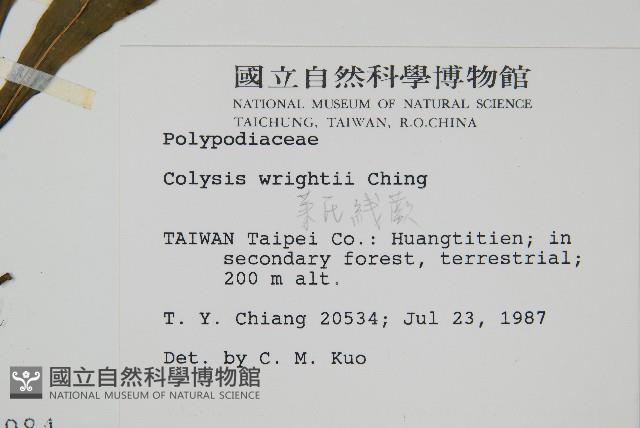 國立自然科學博物館
NATIONAL MUSEUM OF NATURAL SCIENCE
TAICHUNG, TAIWAN, R.O.CHINA
Polypodiaceae
Colysis wrightii Ching
萊氏線蕨
TAIWAN Taipei Co.: Huangtitien; in
secondary forest, terrestrial;
200 m alt.
T. Y. Chiang 20534; Jul 23, 1987
Det. by C. M. Kuo
國立自然科學博物館
NATIONAL MUSEUM OF NATURAL SCIENCE